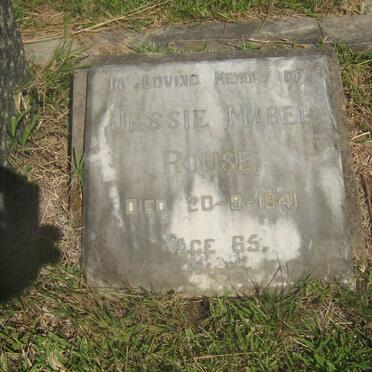 In Loving Memory of
Jessie Mabel
Rouse.
Died 20-8-1941.
Age 65.